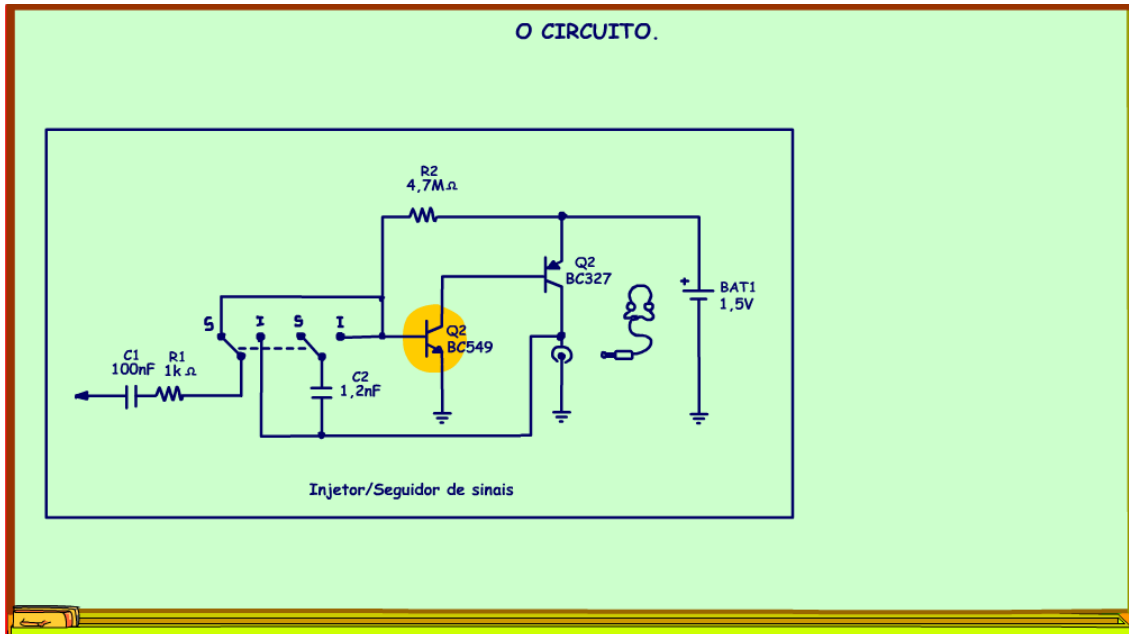 O CIRCUITO.
R2
4,7MΩ
Q2
BC327
+
BAT1
1,5V
S I S I
Q2
BC549
C1
100nF
R1
1kΩ
C2
1,2nF
Injetor/Seguidor de sinais